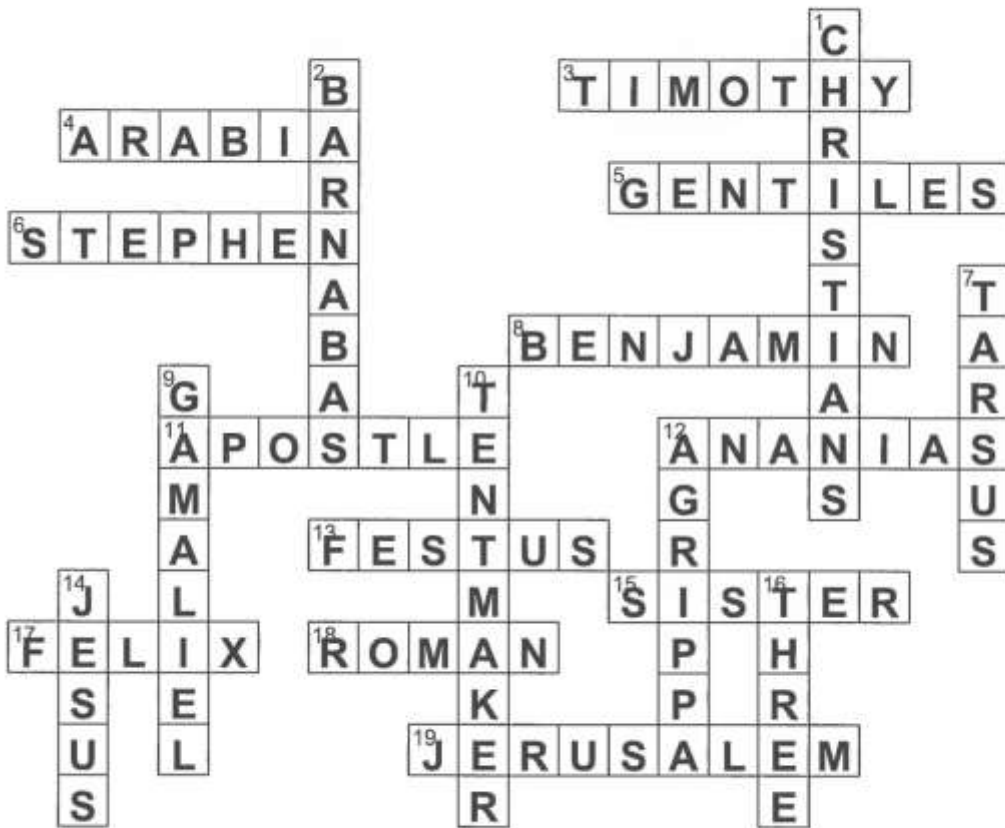 1 CHRISTIANS
2 BARNABAS
3 TIMOTHY
4 ARABIA
5 GENTILES
6 STEPHEN
7 TARSUS
8 BENJAMIN
9 GAMALIEL
10 TENTMAKER
11 APOSTLE
12 ANANIAS
12 AGRIPPA
13 FESTUS
14 JESUS
15 SISTER
16 THREE
17 FELIX
18 ROMAN
19 JERUSALEM